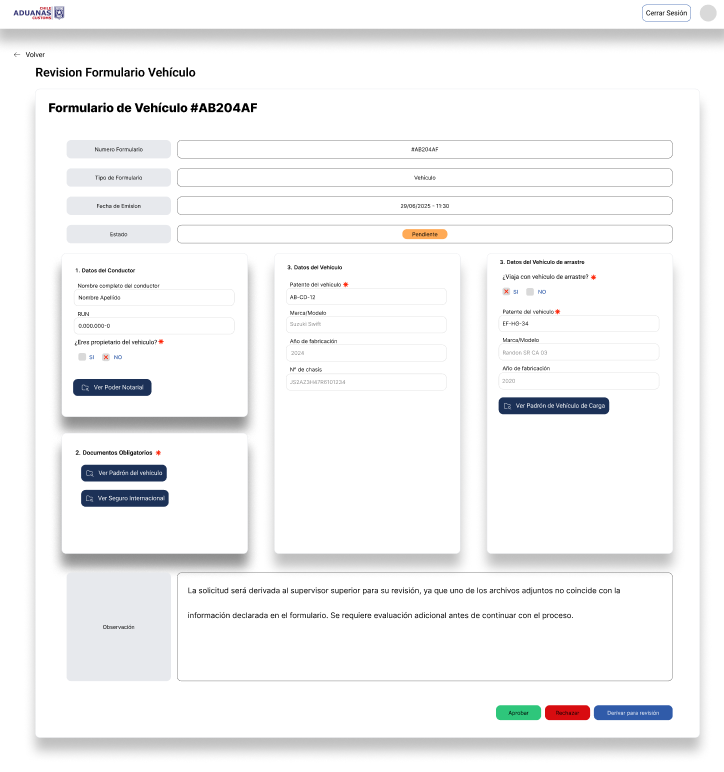 CHILE
ADUANAS
CUSTOMS
Cerrar Sesión
Volver
Revision Formulario Vehículo
Formulario de Vehículo #AB204AF
Numero Formulario
#AB204AF
Tipo de Formulario
Vehículo
Fecha de Emision
29/06/2025 - 11:30
Estado
Pendiente
1. Datos del Conductor
Nombre completo del conductor
Nombre Apellido
RUN
0.000.000-0
¿Eres propietario del vehículo?
SI NO
Ver Poder Notarial
2. Documentos Obligatorios
Ver Padrón del vehículo
Ver Seguro Internacional
3. Datos del Vehículo
Patente del vehículo
AB-CD-12
Marca/Modelo
Suzuki Swift
Año de fabricación
2024
N° de chasis
3. Datos del Vehículo de arrastre
¿Viaja con vehículo de arrastre?
SI NO
Patente del vehículo
EF-HG-34
Marca/Modelo
Randon SR CA 03
Año de fabricación
2020
Ver Padrón de Vehículo de Carga
Observación
La solicitud será derivada al supervisor superior para su revisión, ya que uno de los archivos adjuntos no coincide con la
información declarada en el formulario. Se requiere evaluación adicional antes de continuar con el proceso.
Aprobar
Rechazar
Derivar para revisión